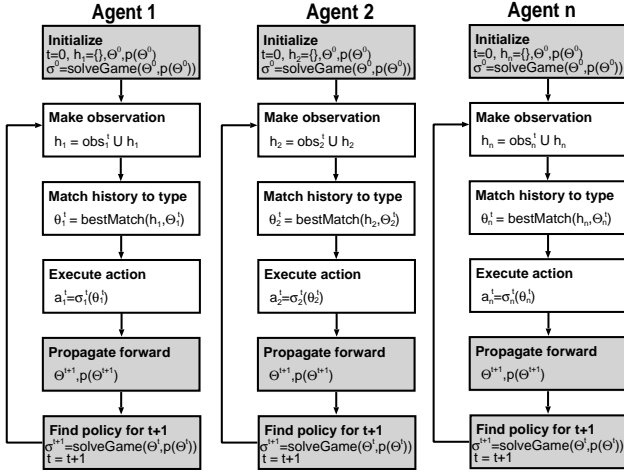 Agent 1
Initialize
t=0, h₁={},Θ⁰,p(Θ⁰)
σ⁰=solveGame(Θ⁰,p(Θ⁰))
Make observation
h₁ = obs₁ᵗ U h₁
Match history to type
θ₁ᵗ = bestMatch(h₁,Θ₁ᵗ)
Execute action
a₁ᵗ=σ₁ᵗ(θ₁ᵗ)
Propagate forward
Θᵗ⁺¹,p(Θᵗ⁺¹)
Find policy for t+1
σᵗ⁺¹=solveGame(Θᵗ,p(Θᵗ))
t = t+1
Agent 2
Initialize
t=0, h₂={},Θ⁰,p(Θ⁰)
σ⁰=solveGame(Θ⁰,p(Θ⁰))
Make observation
h₂ = obs₂ᵗ U h₂
Match history to type
θ₂ᵗ = bestMatch(h₂,Θ₂ᵗ)
Execute action
a₂ᵗ=σ₂ᵗ(θ₂ᵗ)
Propagate forward
Θᵗ⁺¹,p(Θᵗ⁺¹)
Find policy for t+1
σᵗ⁺¹=solveGame(Θᵗ,p(Θᵗ))
t = t+1
Agent n
Initialize
t=0, hₙ={},Θ⁰,p(Θ⁰)
σ⁰=solveGame(Θ⁰,p(Θ⁰))
Make observation
hₙ = obsₙᵗ U hₙ
Match history to type
θₙᵗ = bestMatch(hₙ,Θₙᵗ)
Execute action
aₙᵗ=σₙᵗ(θₙᵗ)
Propagate forward
Θᵗ⁺¹,p(Θᵗ⁺¹)
Find policy for t+1
σᵗ⁺¹=solveGame(Θᵗ,p(Θᵗ))
t = t+1